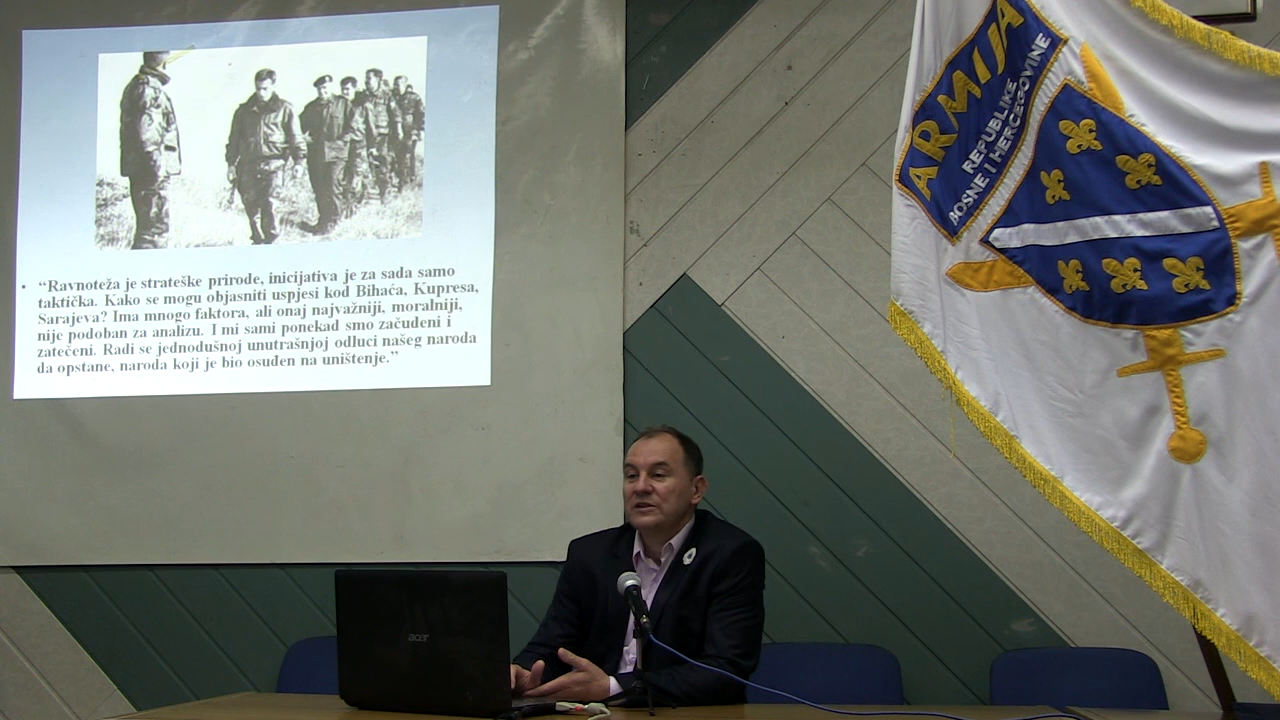 • “Ravnoteža je strateške prirode, inicijativa je za sada samo
taktička. Kako se mogu objasniti uspjesi kod Bihaća, Kupresa,
Sarajeva? Ima mnogo faktora, ali onaj najvažniji, moralniji,
nije podoban za analizu. I mi sami ponekad smo začuđeni i
zatečeni. Radi se jednodušnoj unutrašnjoj odluci našeg naroda
da opstane, naroda koji je bio osuđen na uništenje.”
ARMIJA
REPUBLIKE
BOSNE I HERCEGOVINE
acer